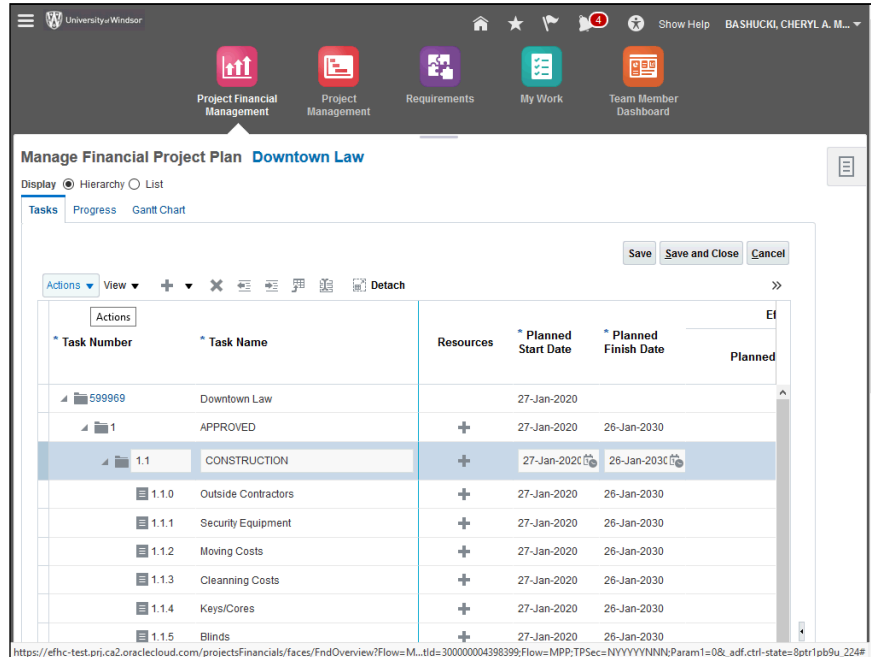 University of Windsor
4
Show Help BASHUCKI, CHERYL A. M...
Project Financial Management
Project Management
Requirements
My Work
Team Member Dashboard
Manage Financial Project Plan Downtown Law
Display Hierarchy List
Tasks Progress Gantt Chart
Save Save and Close Cancel
Actions View Detach
Actions
* Task Number * Task Name Resources * Planned Start Date * Planned Finish Date Planned
599969 Downtown Law 27-Jan-2020
1 APPROVED 27-Jan-2020 26-Jan-2030
1.1 CONSTRUCTION 27-Jan-2020 26-Jan-2030
1.1.0 Outside Contractors 27-Jan-2020 26-Jan-2030
1.1.1 Security Equipment 27-Jan-2020 26-Jan-2030
1.1.2 Moving Costs 27-Jan-2020 26-Jan-2030
1.1.3 Cleanning Costs 27-Jan-2020 26-Jan-2030
1.1.4 Keys/Cores 27-Jan-2020 26-Jan-2030
1.1.5 Blinds 27-Jan-2020 26-Jan-2030
https://efhc-test.prj.ca2.oraclecloud.com/projectsFinancials/faces/FndOverview?Flow=M...tId=300000004398399;Flow=MPP;TPSec=NYYYYYNNN;Param1=0&_adf.ctrl-state=8ptr1pb9u_224#